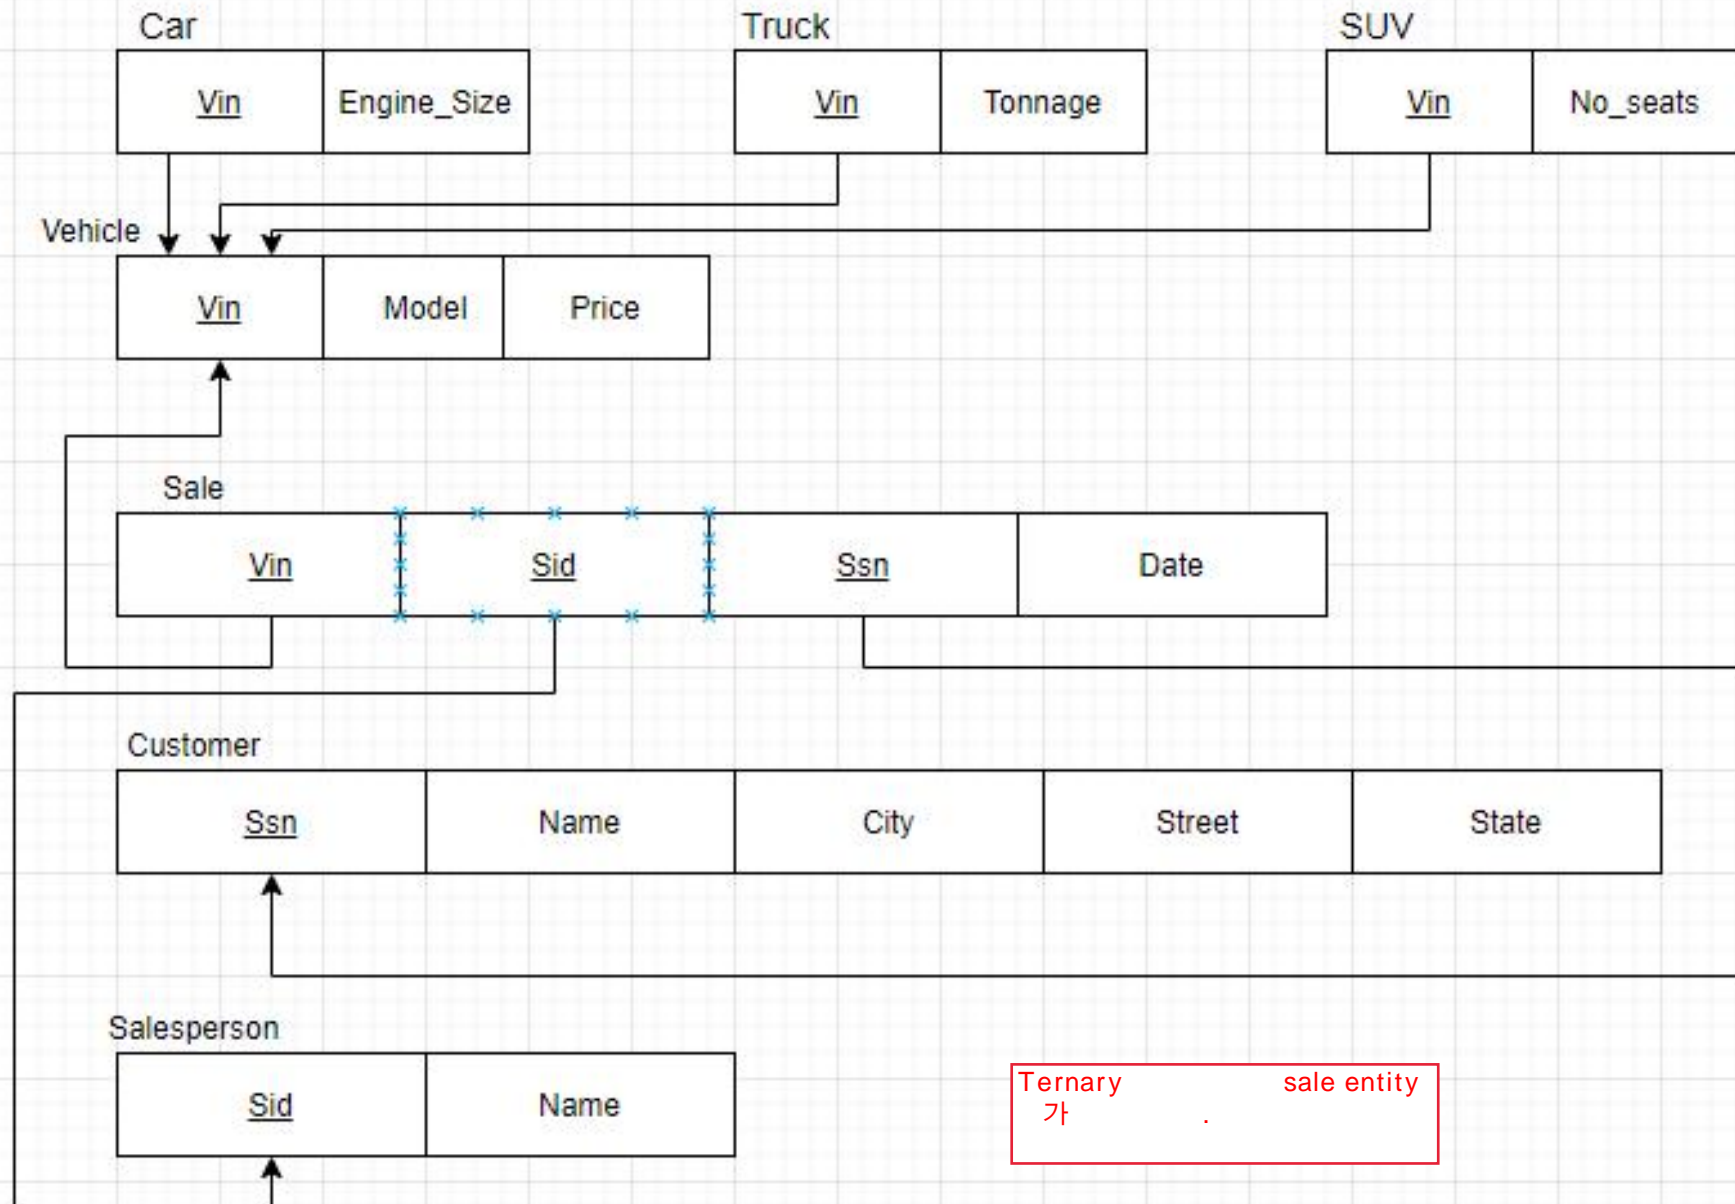 Car
Truck
SUV
Vin
Engine_Size
Vin
Tonnage
Vin
No_seats
Vehicle
Vin
Model
Price
Sale
Vin
Sid
Ssn
Date
Customer
Ssn
Name
City
Street
State
Salesperson
Sid
Name
Ternary sale entity
가 .